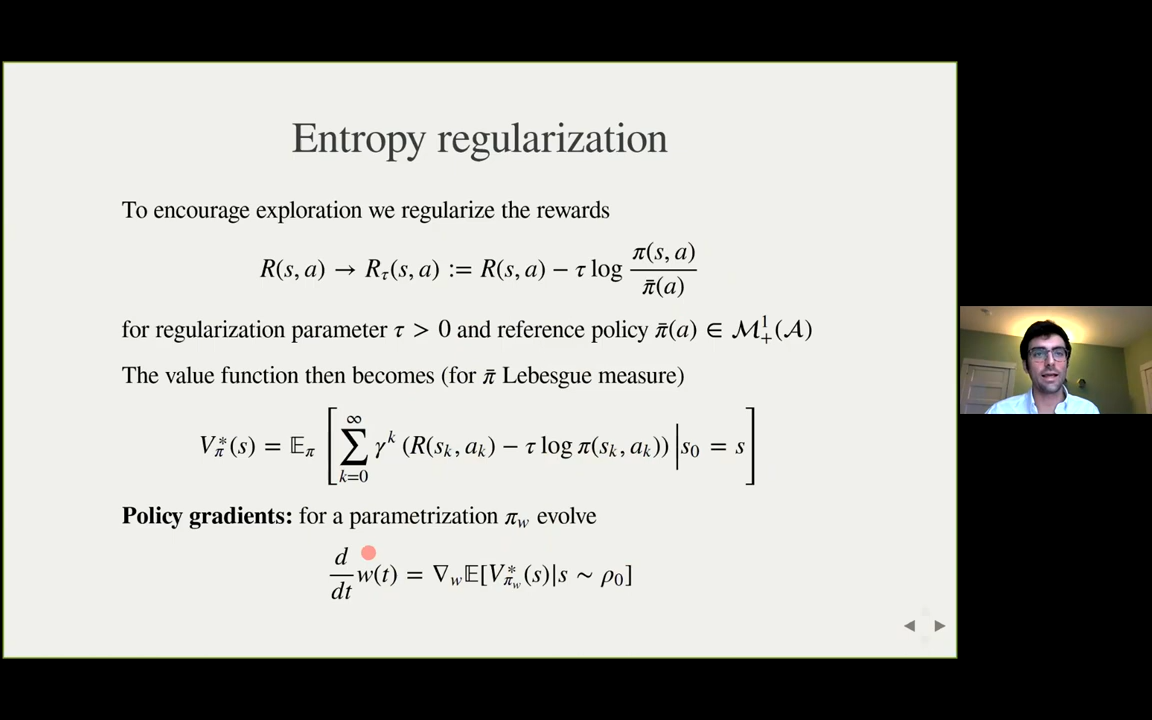 Entropy regularization
To encourage exploration we regularize the rewards
R(s, a) → R_τ(s, a) := R(s, a) − τ log π(s, a) / π̄(a)
for regularization parameter τ > 0 and reference policy π̄(a) ∈ ℳ¹₊(𝒜)
The value function then becomes (for π̄ Lebesgue measure)
V*_π(s) = 𝔼_π [ ∑_{k=0}^{∞} γ^k (R(s_k, a_k) − τ log π(s_k, a_k)) | s_0 = s ]
Policy gradients: for a parametrization π_w evolve
d/dt w(t) = ∇_w 𝔼[V*_{π_w}(s)|s ∼ ρ_0]